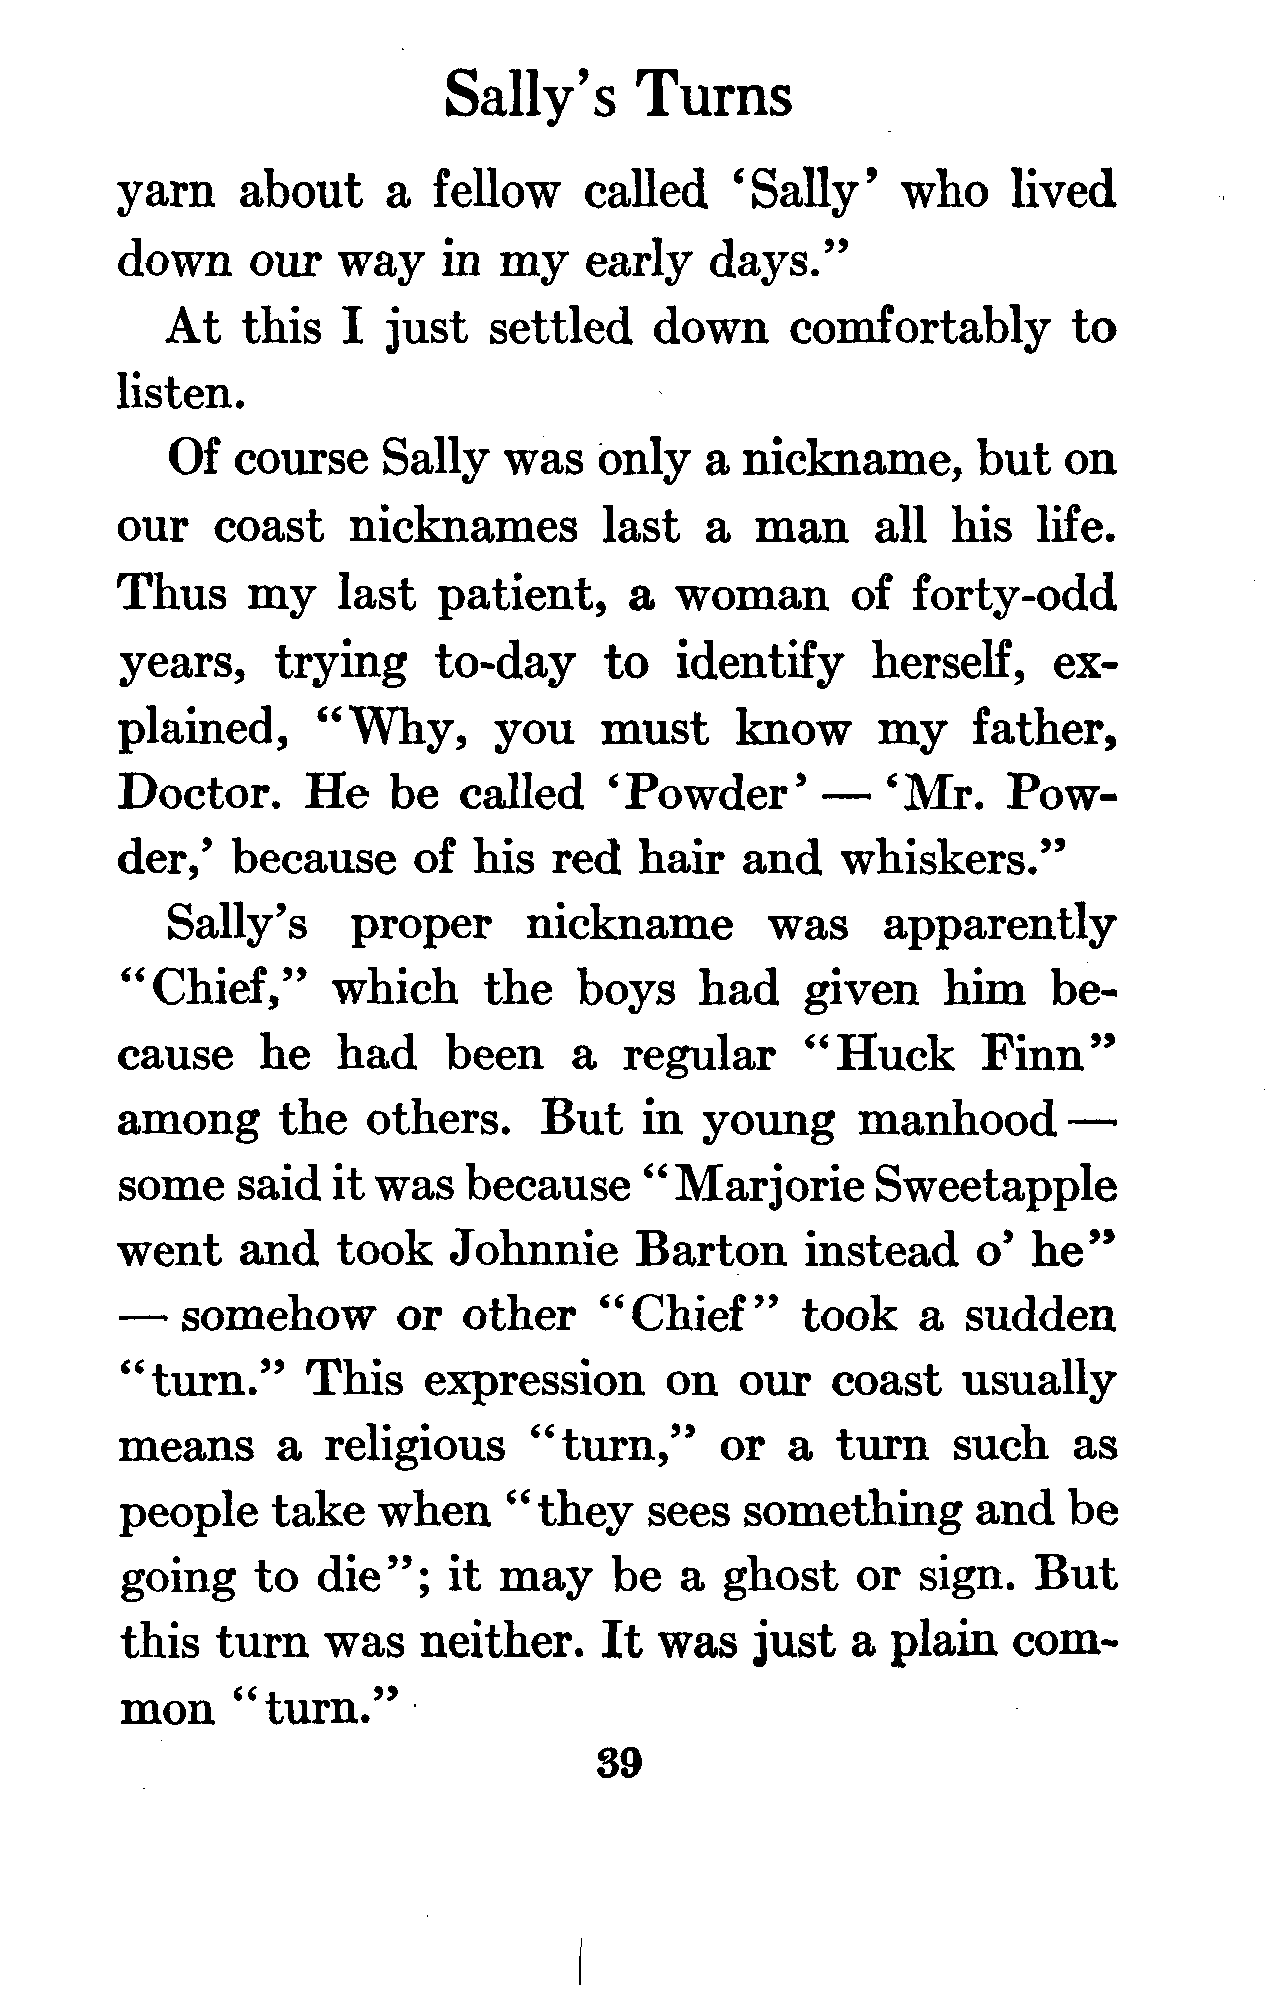 Sally's Turns
yarn about a fellow called ‘Sally’ who lived
down our way in my early days.”
At this I just settled down comfortably to
listen.
Of course Sally was only a nickname, but on
our coast nicknames last a man all his life.
Thus my last patient, a woman of forty-odd
years, trying to-day to identify herself, ex-
plained, “Why, you must know my father,
Doctor. He be called ‘Powder’ — ‘Mr. Pow-
der,’ because of his red hair and whiskers.”
Sally's proper nickname was apparently
“Chief,” which the boys had given him be-
cause he had been a regular “Huck Finn”
among the others. But in young manhood —
some said it was because “Marjorie Sweetapple
went and took Johnnie Barton instead o’ he”
— somehow or other “Chief” took a sudden
“turn.” This expression on our coast usually
means a religious “turn,” or a turn such as
people take when “they sees something and be
going to die”; it may be a ghost or sign. But
this turn was neither. It was just a plain com-
mon “turn.”
39